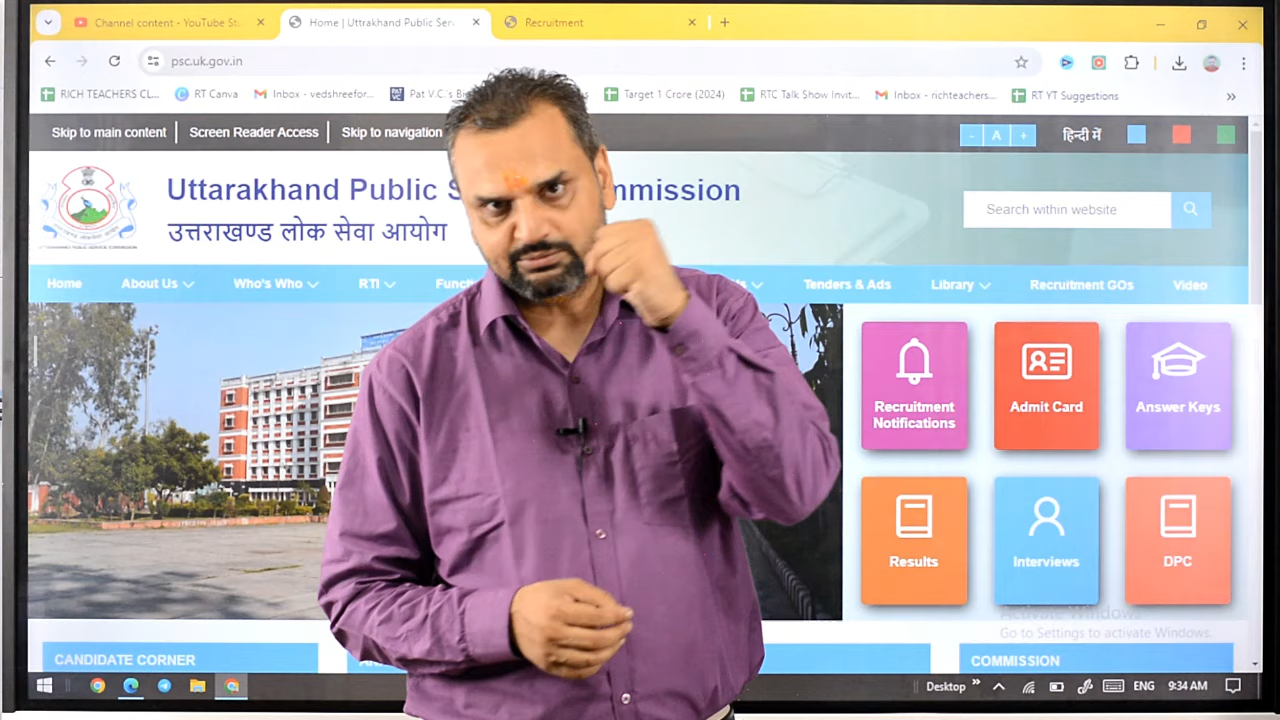 Channel content - YouTube St
Home | Uttrakhand Public Serv
Recruitment
psc.uk.gov.in
RICH TEACHERS CL...
RT Canva
Inbox - vedshreefor...
Pat V.C.'s
Target 1 Crore (2024)
RTC Talk Show Invit...
Inbox - richteachers...
RT YT Suggestions
Skip to main content
Screen Reader Access
Skip to navigation
- A +
हिन्दी में
Uttarakhand Public S mmission
उत्तराखण्ड लोक सेवा आयोग
Search within website
Home
About Us
Who's Who
RTI
Functi
Tenders & Ads
Library
Recruitment GOs
Video
Recruitment
Notifications
Admit Card
Answer Keys
Results
Interviews
DPC
Activate Windows
Go to Settings to activate Windows.
CANDIDATE CORNER
COMMISSION
Desktop
ENG
9:34 AM